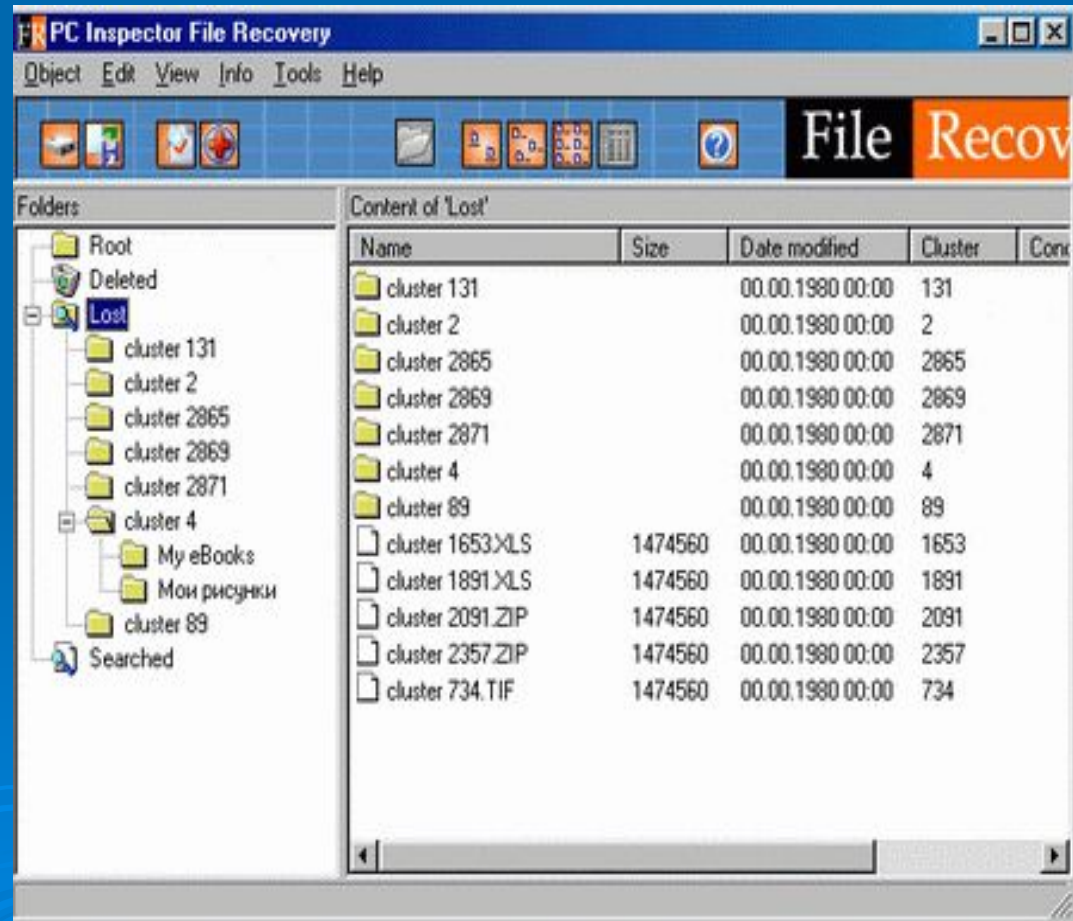 FR PC Inspector File Recovery
Object Edit View Info Tools Help
File Recov
Folders
Root
Deleted
Lost
cluster 131
cluster 2
cluster 2865
cluster 2869
cluster 2871
cluster 4
My eBooks
Мои рисунки
cluster 89
Searched
Content of 'Lost'
Name Size Date modified Cluster Cond
cluster 131 00.00.1980 00:00 131
cluster 2 00.00.1980 00:00 2
cluster 2865 00.00.1980 00:00 2865
cluster 2869 00.00.1980 00:00 2869
cluster 2871 00.00.1980 00:00 2871
cluster 4 00.00.1980 00:00 4
cluster 89 00.00.1980 00:00 89
cluster 1653.XLS 1474560 00.00.1980 00:00 1653
cluster 1891.XLS 1474560 00.00.1980 00:00 1891
cluster 2091.ZIP 1474560 00.00.1980 00:00 2091
cluster 2357.ZIP 1474560 00.00.1980 00:00 2357
cluster 734.TIF 1474560 00.00.1980 00:00 734